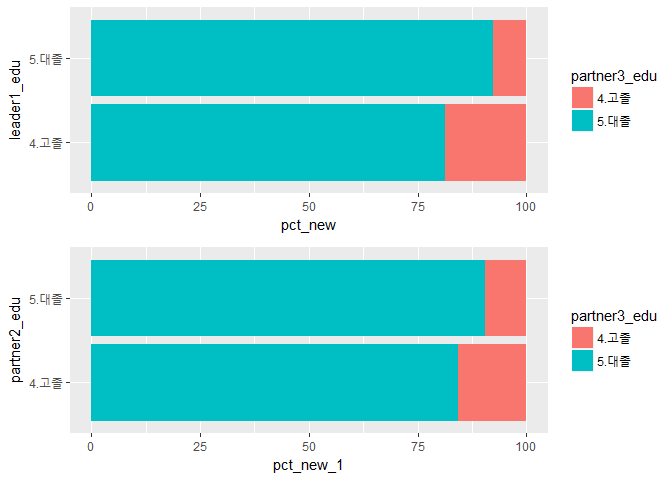 leader1_edu
5.대졸
4.고졸
0
25
50
75
100
pct_new
partner3_edu
4.고졸
5.대졸
partner2_edu
5.대졸
4.고졸
0
25
50
75
100
pct_new_1
partner3_edu
4.고졸
5.대졸